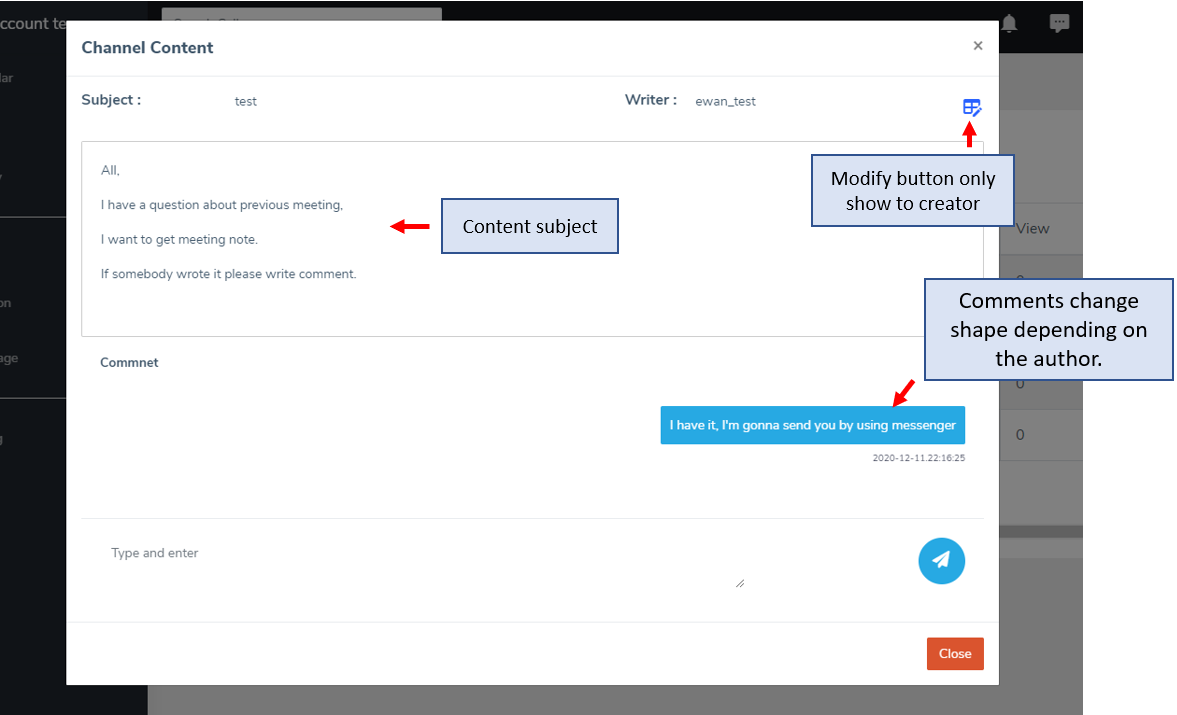 ccount te
Channel Content
×
Subject :
test
Writer :
ewan_test
All,
I have a question about previous meeting,
I want to get meeting note.
If somebody wrote it please write comment.
Content subject
Modify button only
show to creator
View
Comments change
shape depending on
the author.
Commnet
I have it, I'm gonna send you by using messenger
2020-12-11.22:16:25
0
0
Type and enter
Close
lar
on
age